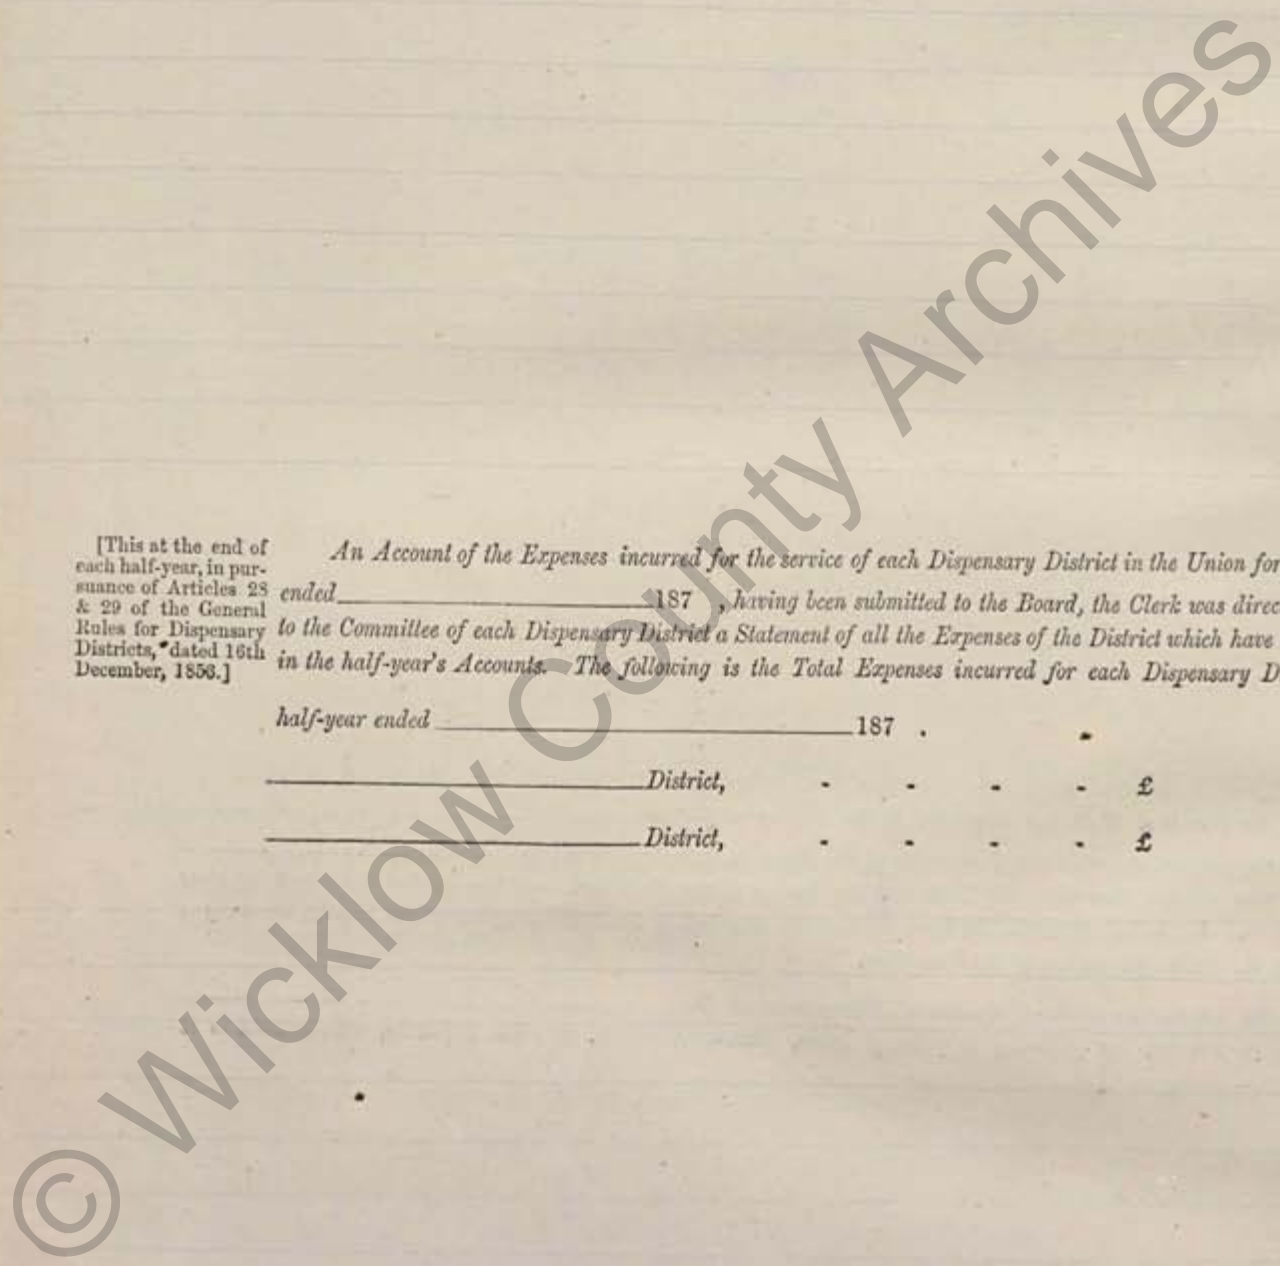 [This at the end of
each half-year, in pur-
suance of Articles 28
& 29 of the General
Rules for Dispensary
Districts, dated 16th
December, 1856.]
An Account of the Expenses incurred for the service of each Dispensary District in the Union for
ended 187 , having been submitted to the Board, the Clerk was direc
to the Committee of each Dispensary District a Statement of all the Expenses of the District which have
in the half-year's Accounts. The following is the Total Expenses incurred for each Dispensary D
half-year ended 187 .
District, - - - - £
District, - - - - £
© Wicklow County Archives